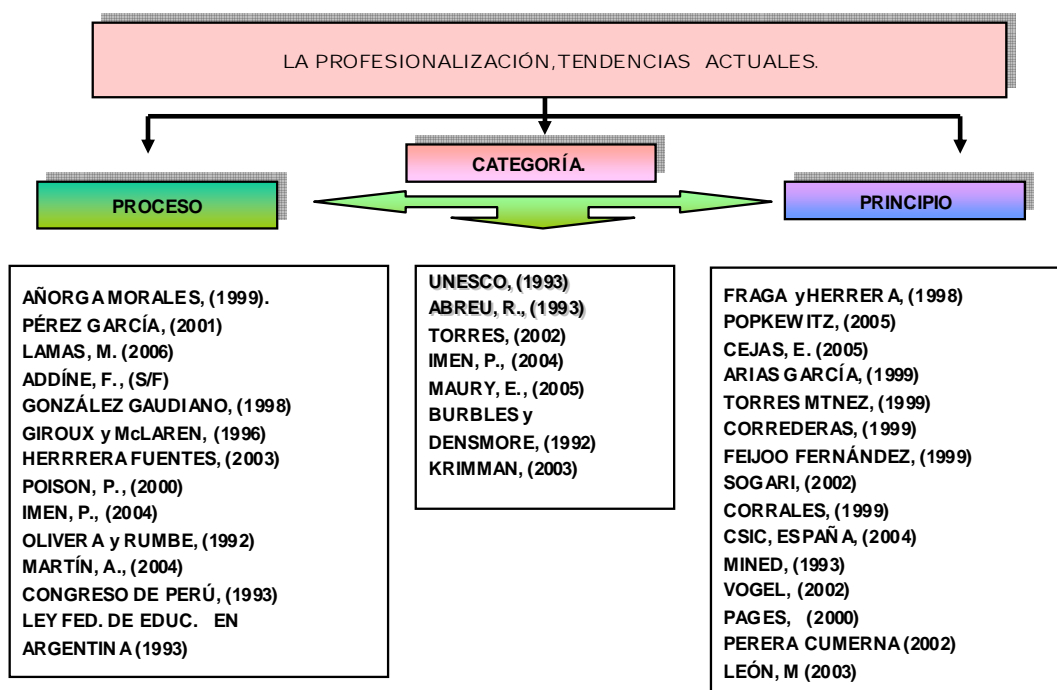 LA PROFESIONALIZACIÓN, TENDENCIAS ACTUALES.
CATEGORÍA.
PROCESO
PRINCIPIO
AÑORGA MORALES, (1999).
PÉREZ GARCÍA, (2001)
LAMAS, M. (2006)
ADDÍNE, F., (S/F)
GONZÁLEZ GAUDIANO, (1998)
GIROUX y McLAREN, (1996)
HERRRERA FUENTES, (2003)
POISON, P., (2000)
IMEN, P., (2004)
OLIVERA y RUMBE, (1992)
MARTÍN, A., (2004)
CONGRESO DE PERÚ, (1993)
LEY FED. DE EDUC. EN
ARGENTINA (1993)
UNESCO, (1993)
ABREU, R., (1993)
TORRES, (2002)
IMEN, P., (2004)
MAURY, E., (2005)
BURBLES y
DENSMORE, (1992)
KRIMMAN, (2003)
FRAGA y HERRERA, (1998)
POPKEWITZ, (2005)
CEJAS, E. (2005)
ARIAS GARCÍA, (1999)
TORRES MTNEZ, (1999)
CORREDERAS, (1999)
FEIJOO FERNÁNDEZ, (1999)
SOGARI, (2002)
CORRALES, (1999)
CSIC, ESPAÑA, (2004)
MINED, (1993)
VOGEL, (2002)
PAGES, (2000)
PERERA CUMERNA (2002)
LEÓN, M (2003)